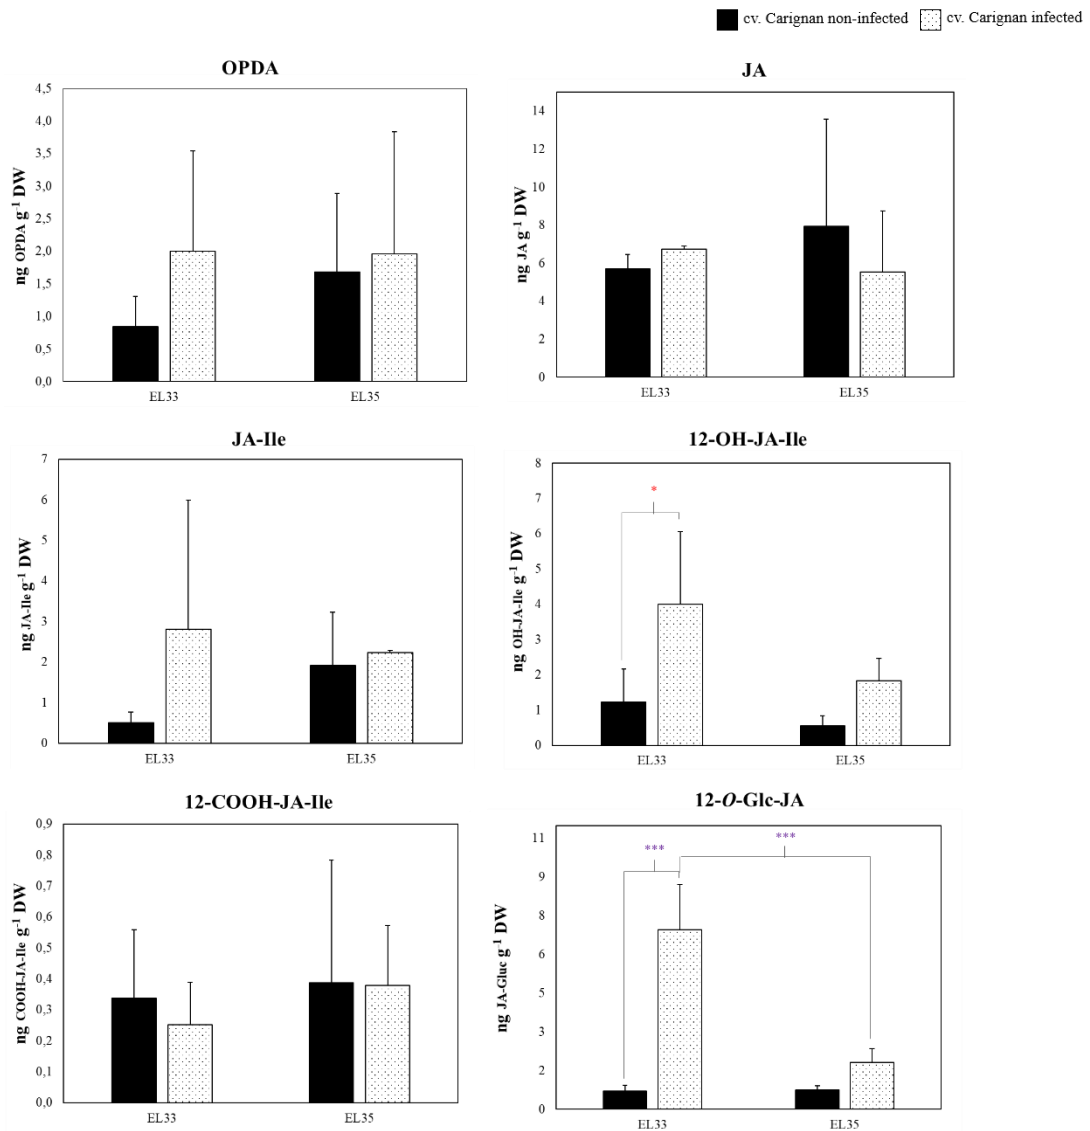 cv. Carignan non-infected cv. Carignan infected
OPDA
4,5
4,0
3,5
3,0
2,5
2,0
1,5
1,0
0,5
0,0
ng OPDA g⁻¹ DW
EL33 EL35
JA
14
12
10
8
6
4
2
0
ng JA g⁻¹ DW
EL33 EL35
JA-Ile
7
6
5
4
3
2
1
0
ng JA-Ile g⁻¹ DW
EL33 EL35
12-OH-JA-Ile
8
7
6
5
4
3
2
1
0
ng OH-JA-Ile g⁻¹ DW
*
EL33 EL35
12-COOH-JA-Ile
0,9
0,8
0,7
0,6
0,5
0,4
0,3
0,2
0,1
0,0
ng COOH-JA-Ile g⁻¹ DW
EL33 EL35
12-O-Glc-JA
11
9
8
6
5
3
2
0
ng JA-Gluc g⁻¹ DW
*** ***
EL33 EL35